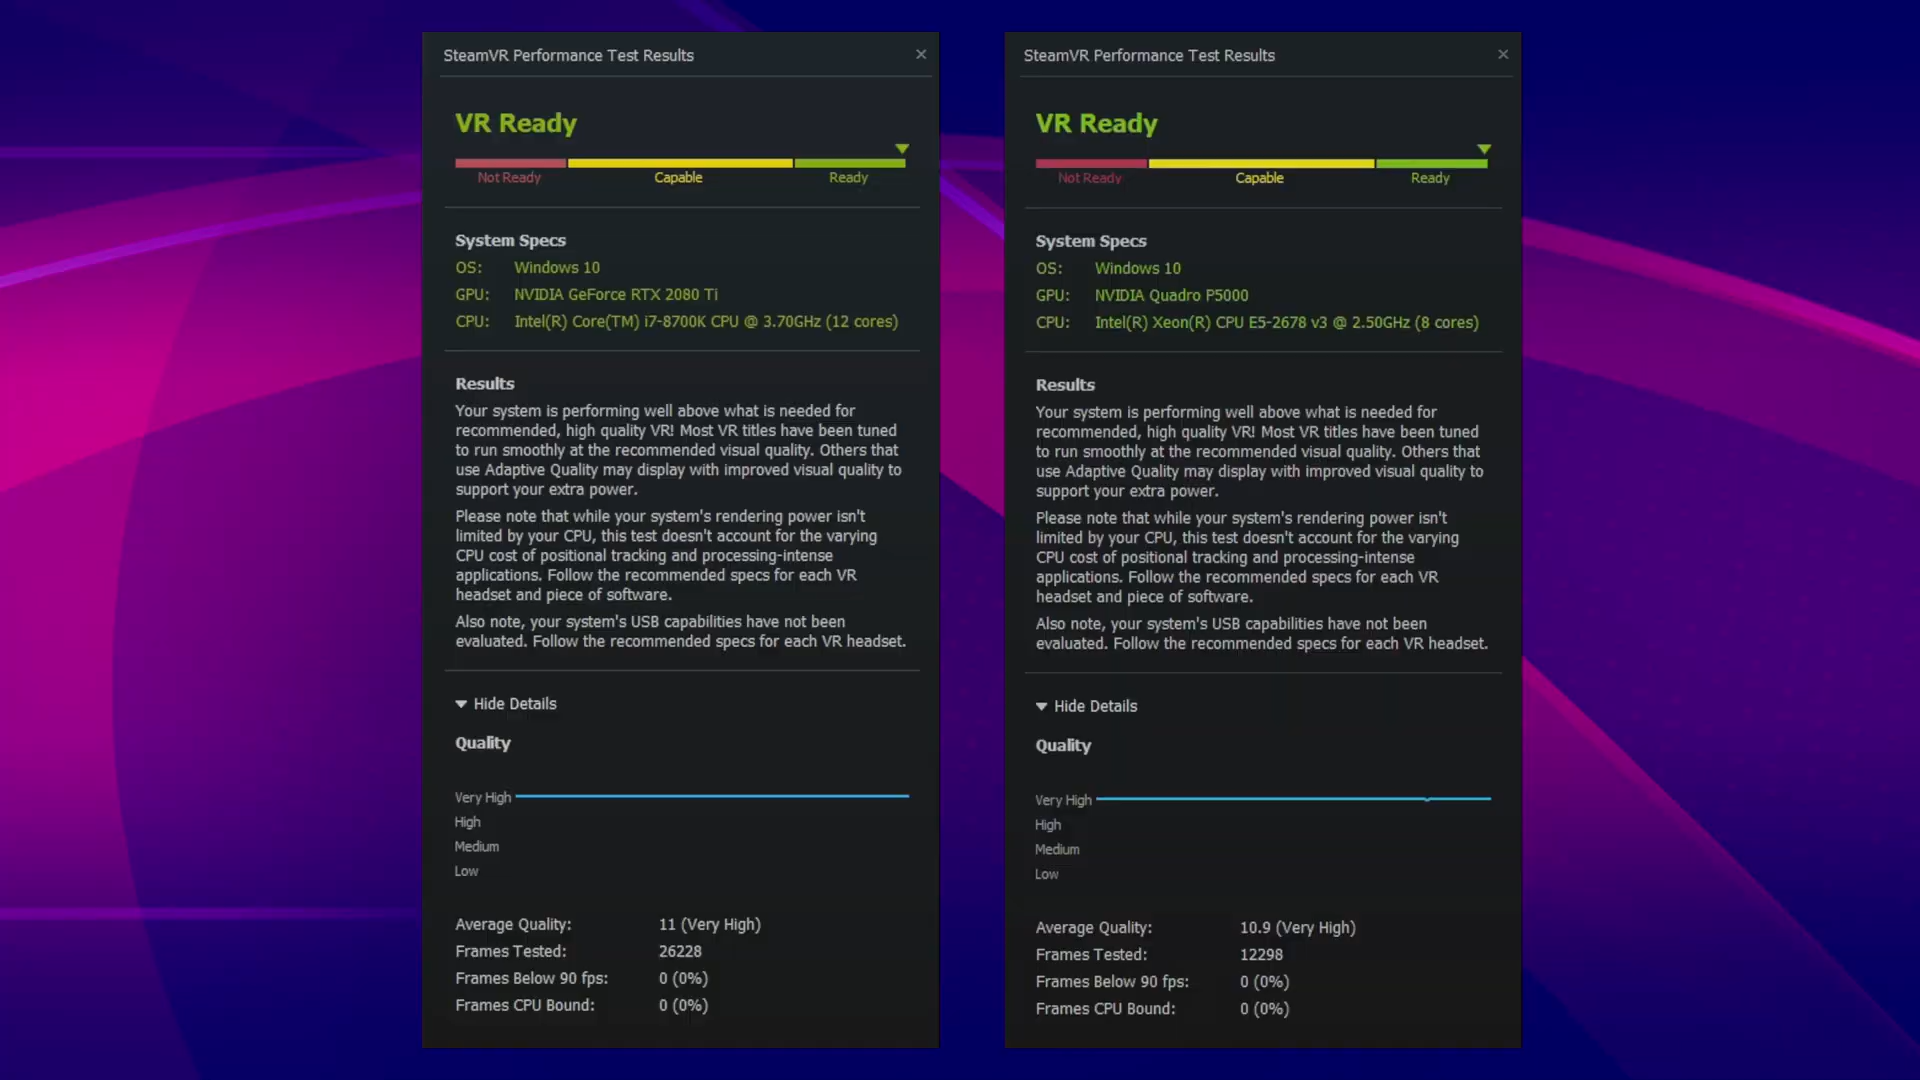 SteamVR Performance Test Results
VR Ready
Not Ready Capable Ready
System Specs
OS: Windows 10
GPU: NVIDIA GeForce RTX 2080 Ti
CPU: Intel(R) Core(TM) i7-8700K CPU @ 3.70GHz (12 cores)
Results
Your system is performing well above what is needed for
recommended, high quality VR! Most VR titles have been tuned
to run smoothly at the recommended visual quality. Others that
use Adaptive Quality may display with improved visual quality to
support your extra power.
Please note that while your system's rendering power isn't
limited by your CPU, this test doesn't account for the varying
CPU cost of positional tracking and processing-intense
applications. Follow the recommended specs for each VR
headset and piece of software.
Also note, your system's USB capabilities have not been
evaluated. Follow the recommended specs for each VR headset.
Hide Details
Quality
Very High
High
Medium
Low
Average Quality: 11 (Very High)
Frames Tested: 26228
Frames Below 90 fps: 0 (0%)
Frames CPU Bound: 0 (0%)
SteamVR Performance Test Results
VR Ready
Not Ready Capable Ready
System Specs
OS: Windows 10
GPU: NVIDIA Quadro P5000
CPU: Intel(R) Xeon(R) CPU E5-2678 v3 @ 2.50GHz (8 cores)
Results
Your system is performing well above what is needed for
recommended, high quality VR! Most VR titles have been tuned
to run smoothly at the recommended visual quality. Others that
use Adaptive Quality may display with improved visual quality to
support your extra power.
Please note that while your system's rendering power isn't
limited by your CPU, this test doesn't account for the varying
CPU cost of positional tracking and processing-intense
applications. Follow the recommended specs for each VR
headset and piece of software.
Also note, your system's USB capabilities have not been
evaluated. Follow the recommended specs for each VR headset.
Hide Details
Quality
Very High
High
Medium
Low
Average Quality: 10.9 (Very High)
Frames Tested: 12298
Frames Below 90 fps: 0 (0%)
Frames CPU Bound: 0 (0%)